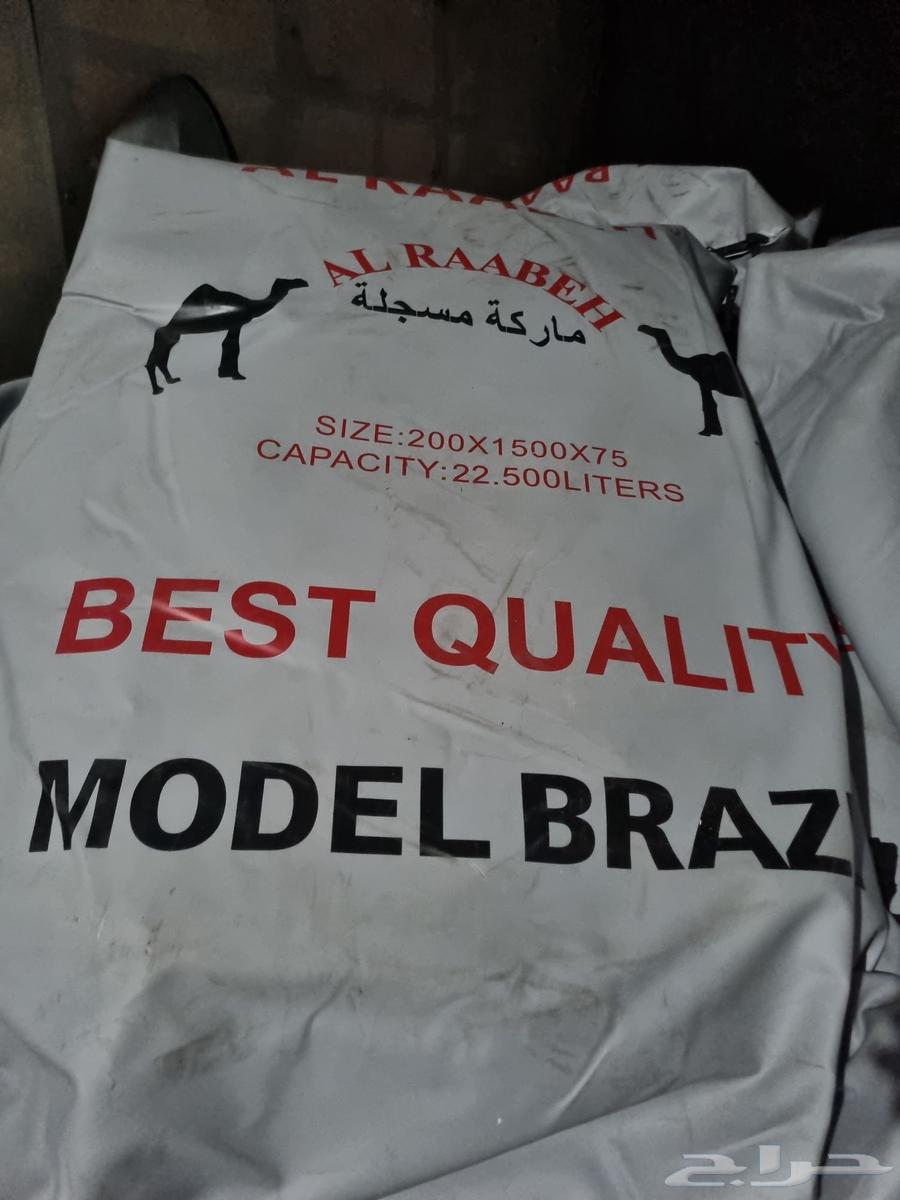 AL RAABEH
ماركة مسجلة
SIZE:200X1500X75
CAPACITY:22.500LITERS
BEST QUALITY
MODEL BRAZ
حراج